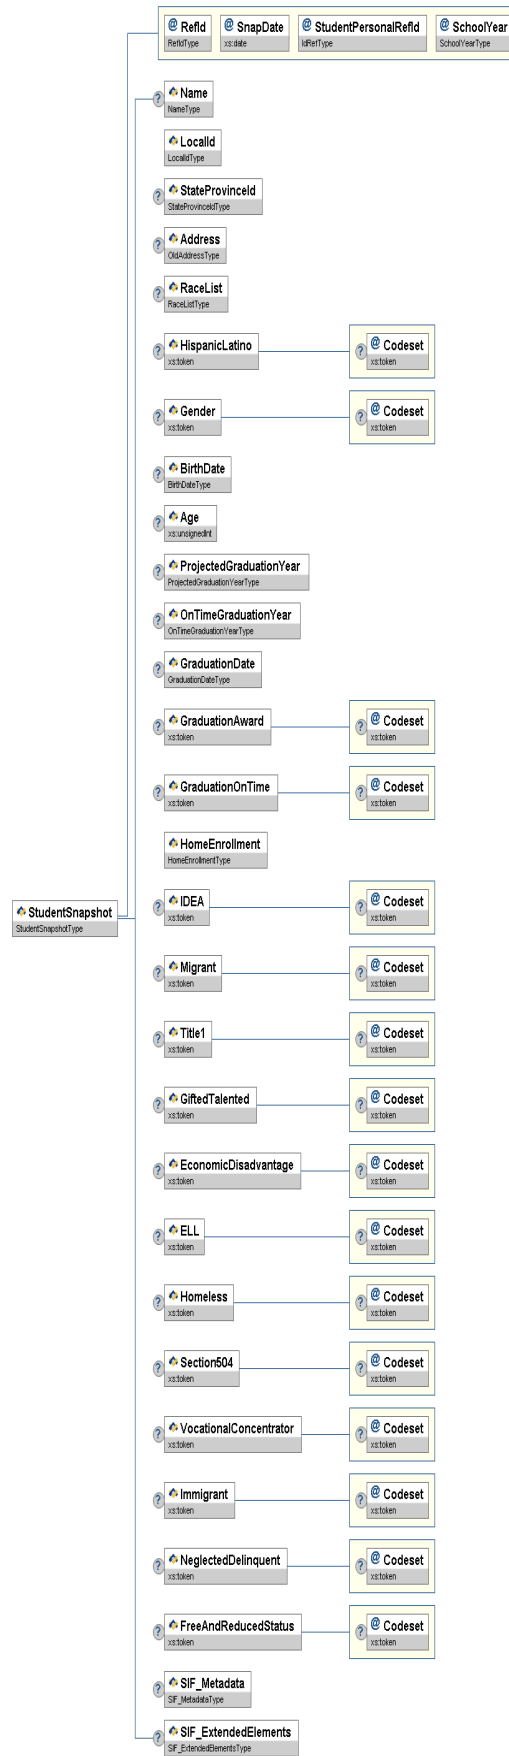 @ RefId @ SnapDate @ StudentPersonalRefId @ SchoolYear
RefIdType xs:date IdRefType SchoolYearType
? Name
NameType
LocalId
LocalIdType
? StateProvinceId
StateProvinceIdType
? Address
OldAddressType
? RaceList
RaceListType
? HispanicLatino ? @ Codeset
xs:token xs:token
? Gender ? @ Codeset
xs:token xs:token
? BirthDate
BirthDateType
? Age
xs:unsignedInt
? ProjectedGraduationYear
ProjectedGraduationYearType
? OnTimeGraduationYear
OnTimeGraduationYearType
? GraduationDate
GraduationDateType
? GraduationAward ? @ Codeset
xs:token xs:token
? GraduationOnTime ? @ Codeset
xs:token xs:token
HomeEnrollment
HomeEnrollmentType
StudentSnapshot
StudentSnapshotType
? IDEA ? @ Codeset
xs:token xs:token
? Migrant ? @ Codeset
xs:token xs:token
? Title1 ? @ Codeset
xs:token xs:token
? GiftedTalented ? @ Codeset
xs:token xs:token
? EconomicDisadvantage ? @ Codeset
xs:token xs:token
? ELL ? @ Codeset
xs:token xs:token
? Homeless ? @ Codeset
xs:token xs:token
? Section504 ? @ Codeset
xs:token xs:token
? VocationalConcentrator ? @ Codeset
xs:token xs:token
? Immigrant ? @ Codeset
xs:token xs:token
? NeglectedDelinquent ? @ Codeset
xs:token xs:token
? FreeAndReducedStatus ? @ Codeset
xs:token xs:token
? SIF_Metadata
SIF_MetadataType
? SIF_ExtendedElements
SIF_ExtendedElementsType